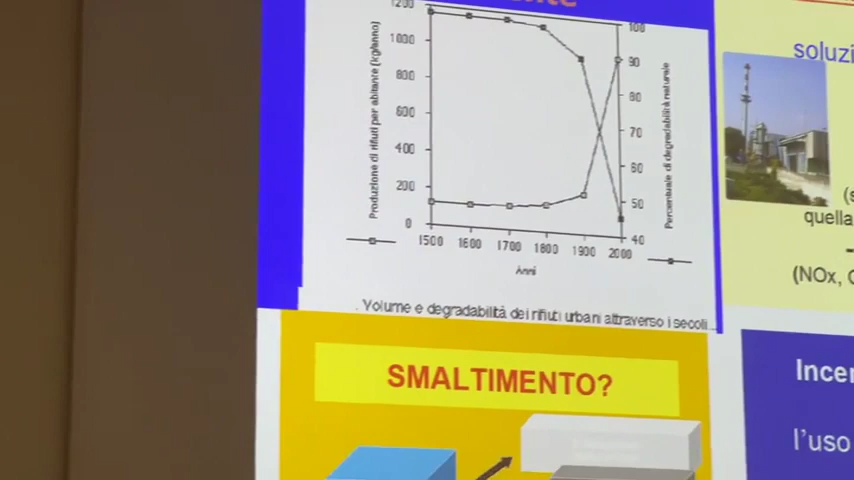 1200
1000
800
600
400
200
0
Produzione di rifiuti per abitante (kg/anno)
100
90
80
70
60
50
40
Percentuale di degradabilità naturale
1500 1600 1700 1800 1900 2000
Anni
Volume e degradabilità dei rifiuti urbani attraverso i secoli
SMALTIMENTO?
soluzi
quella
(NOx,
Incer
l'uso